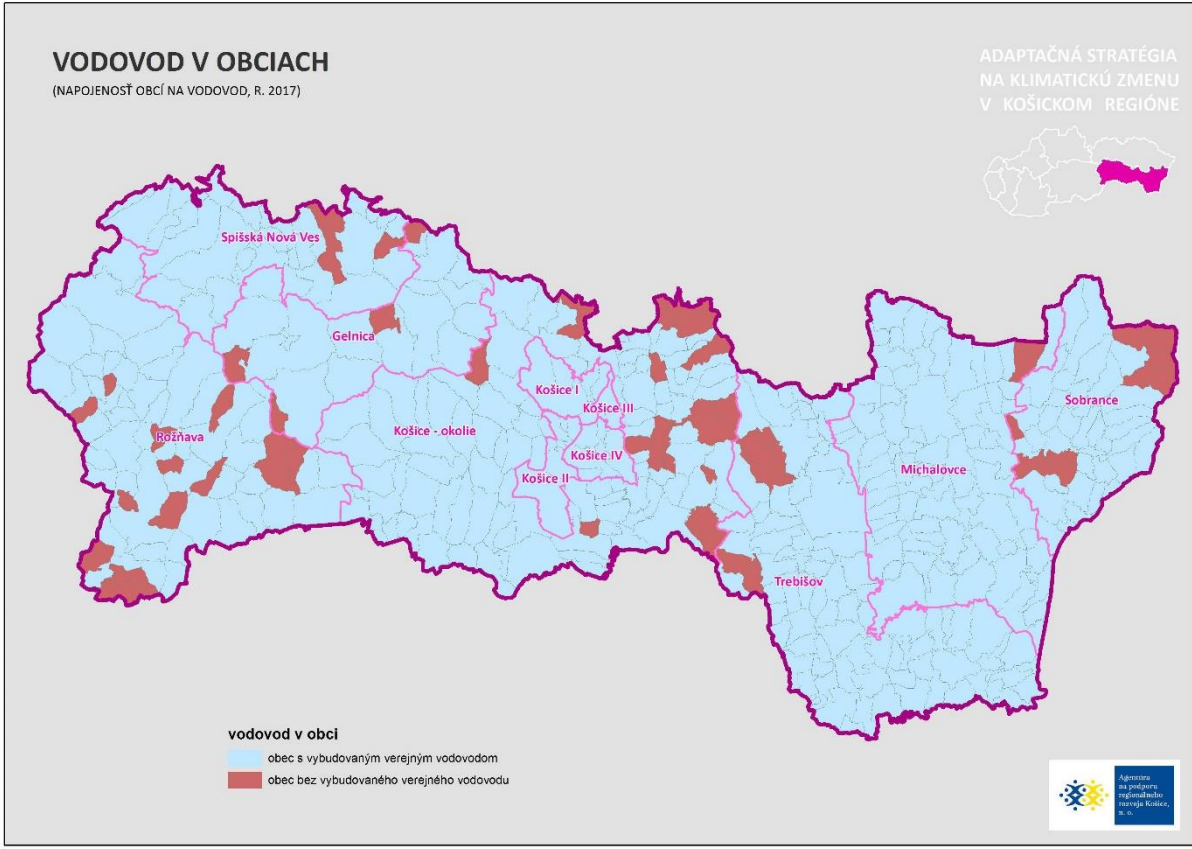 VODOVOD V OBCIACH
(NAPOJENOSŤ OBCÍ NA VODOVOD, R. 2017)
ADAPTAČNÁ STRATÉGIA
NA KLIMATICKÚ ZMENU
V KOŠICKOM REGIÓNE
Spišská Nová Ves
Gelnica
Rožňava
Košice - okolie
Košice I
Košice III
Košice IV
Košice II
Michalovce
Sobrance
Trebišov
vodovod v obci
obec s vybudovaným verejným vodovodom
obec bez vybudovaného verejného vodovodu
Agentúra
na podporu
regionálneho
rozvoja Košice,
n. o.